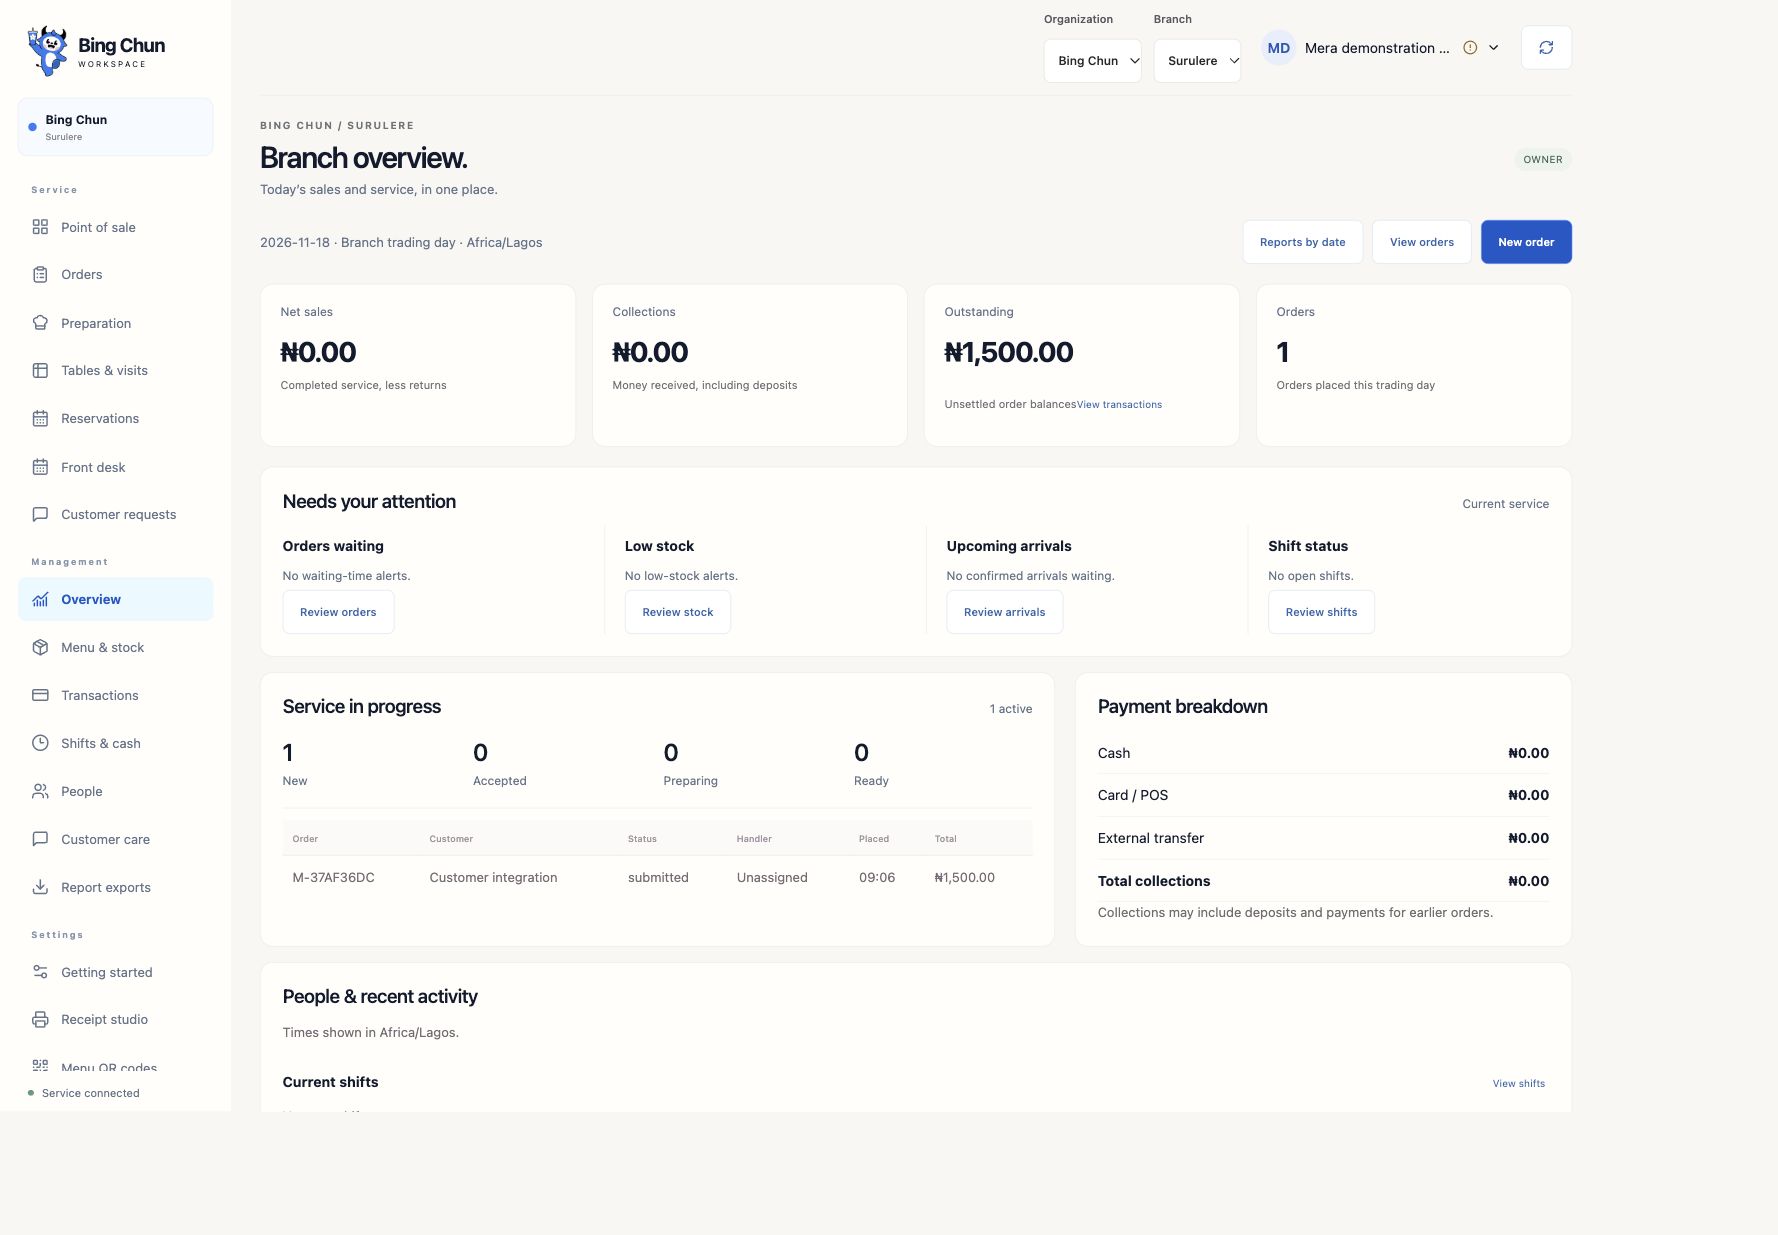 Bing Chun
WORKSPACE
Bing Chun
Surulere
Service
Point of sale
Orders
Preparation
Tables & visits
Reservations
Front desk
Customer requests
Management
Overview
Menu & stock
Transactions
Shifts & cash
People
Customer care
Report exports
Settings
Getting started
Receipt studio
Menu QR codes
Service connected
Organization
Branch
Bing Chun
Surulere
MD
Mera demonstration ...
BING CHUN / SURULERE
Branch overview.
OWNER
Today's sales and service, in one place.
2026-11-18 · Branch trading day · Africa/Lagos
Reports by date
View orders
New order
Net sales
₦0.00
Completed service, less returns
Collections
₦0.00
Money received, including deposits
Outstanding
₦1,500.00
Unsettled order balancesView transactions
Orders
1
Orders placed this trading day
Needs your attention
Current service
Orders waiting
No waiting-time alerts.
Review orders
Low stock
No low-stock alerts.
Review stock
Upcoming arrivals
No confirmed arrivals waiting.
Review arrivals
Shift status
No open shifts.
Review shifts
Service in progress
1 active
1
New
0
Accepted
0
Preparing
0
Ready
Order Customer Status Handler Placed Total
M-37AF36DC Customer integration submitted Unassigned 09:06 ₦1,500.00
Payment breakdown
Cash ₦0.00
Card / POS ₦0.00
External transfer ₦0.00
Total collections ₦0.00
Collections may include deposits and payments for earlier orders.
People & recent activity
Times shown in Africa/Lagos.
Current shifts
View shifts